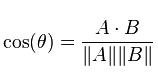 cos(θ) = A · B / ‖A‖‖B‖